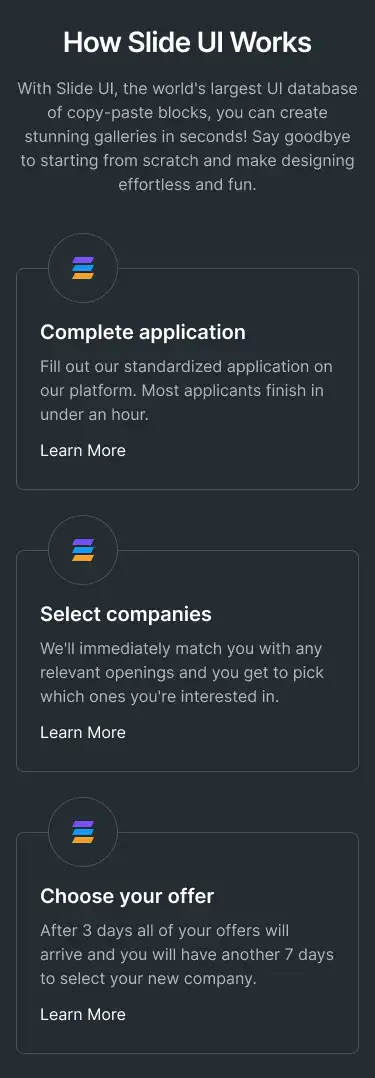 How Slide UI Works
With Slide UI, the world's largest UI database
of copy-paste blocks, you can create
stunning galleries in seconds! Say goodbye
to starting from scratch and make designing
effortless and fun.
Complete application
Fill out our standardized application on
our platform. Most applicants finish in
under an hour.
Learn More
Select companies
We'll immediately match you with any
relevant openings and you get to pick
which ones you're interested in.
Learn More
Choose your offer
After 3 days all of your offers will
arrive and you will have another 7 days
to select your new company.
Learn More